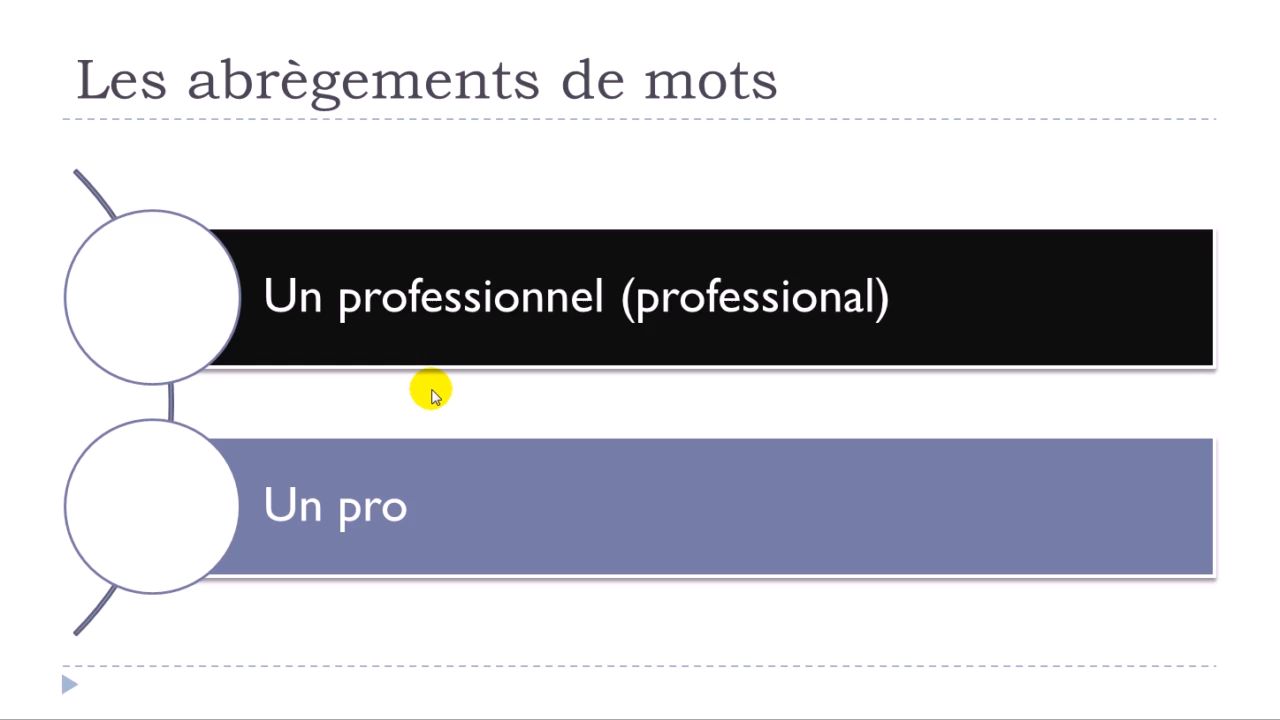 Les abrègements de mots
Un professionnel (professional)
Un pro